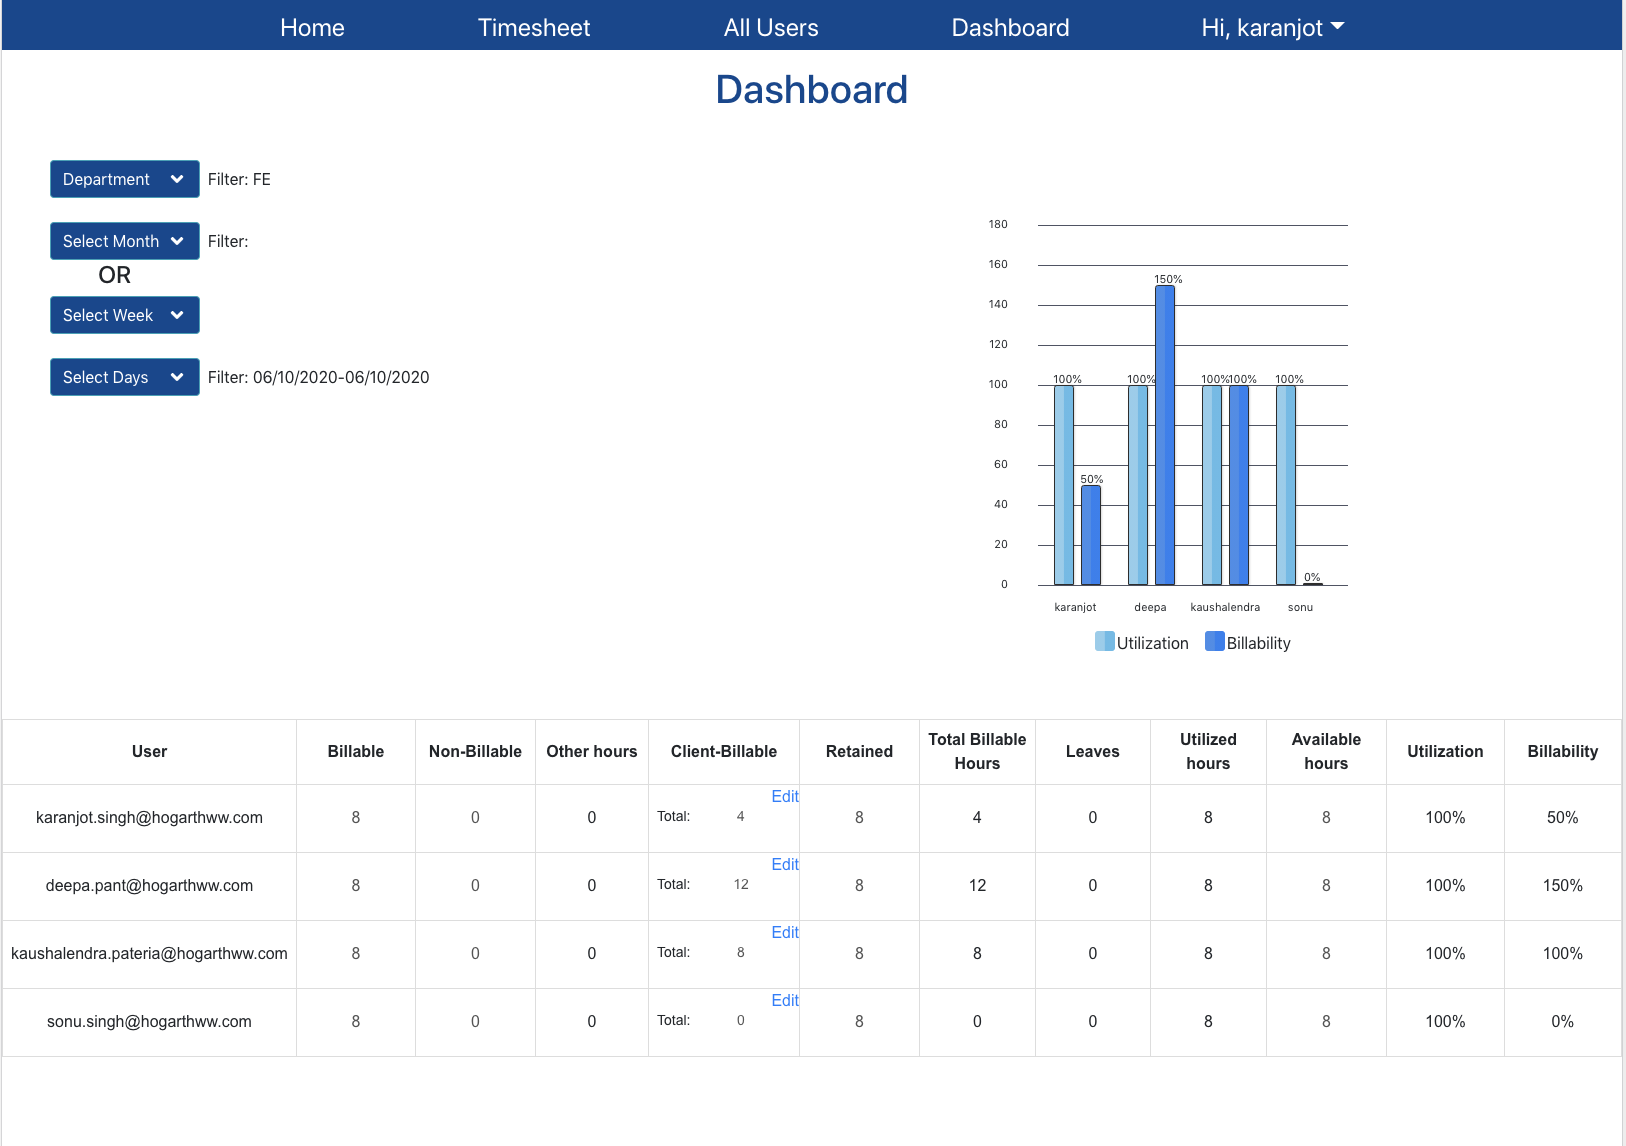 Home Timesheet All Users Dashboard Hi, karanjot
Dashboard
Department Filter: FE
Select Month Filter:
OR
Select Week
Select Days Filter: 06/10/2020-06/10/2020
180
160
150%
140
120
100% 100% 100% 100% 100%
100
80
60
50%
40
20
0%
0
karanjot deepa kaushalendra sonu
Utilization Billability
User Billable Non-Billable Other hours Client-Billable Retained Total Billable Hours Leaves Utilized hours Available hours Utilization Billability
Edit
karanjot.singh@hogarthww.com 8 0 0 Total: 4 8 4 0 8 8 100% 50%
Edit
deepa.pant@hogarthww.com 8 0 0 Total: 12 8 12 0 8 8 100% 150%
Edit
kaushalendra.pateria@hogarthww.com 8 0 0 Total: 8 8 8 0 8 8 100% 100%
Edit
sonu.singh@hogarthww.com 8 0 0 Total: 0 8 0 0 8 8 100% 0%